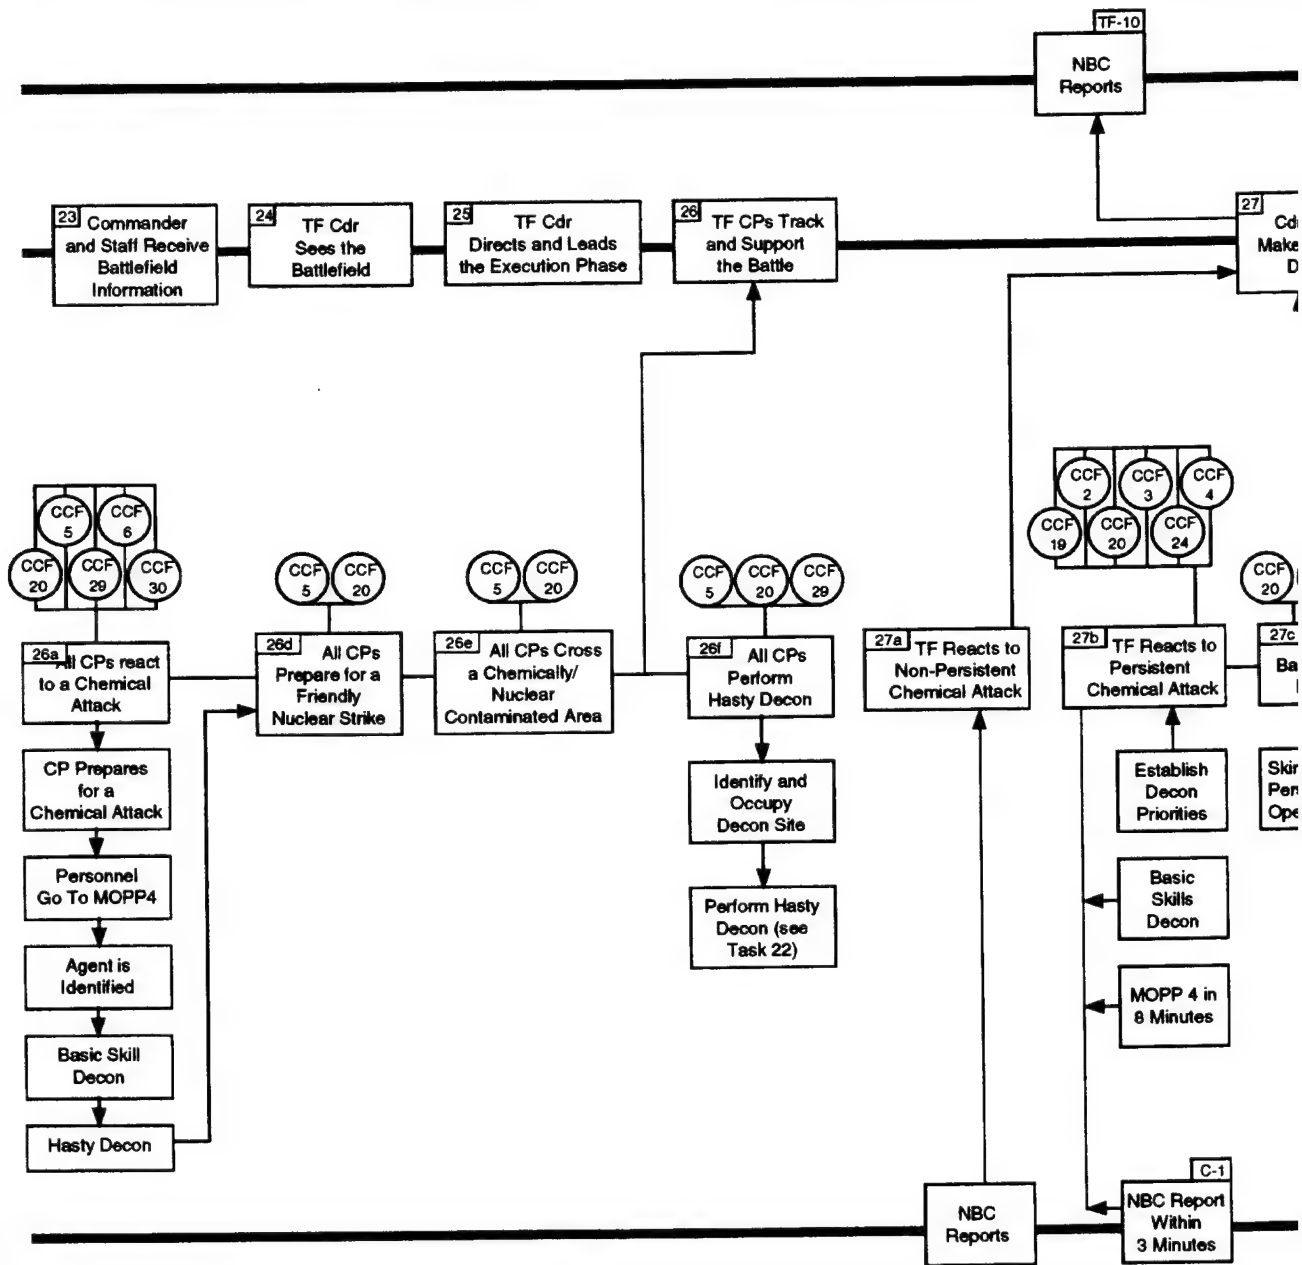 TF-10
NBC
Reports
23
Commander
and Staff Receive
Battlefield
Information
24
TF Cdr
Sees the
Battlefield
25
TF Cdr
Directs and Leads
the Execution Phase
26
TF CPs Track
and Support
the Battle
27
Cdr
Make
D
CCF
5
CCF
6
CCF
20
CCF
29
CCF
30
CCF
5
CCF
20
CCF
5
CCF
20
CCF
5
CCF
20
CCF
29
CCF
2
CCF
3
CCF
4
CCF
19
CCF
20
CCF
24
CCF
20
26a
All CPs react
to a Chemical
Attack
26d
All CPs
Prepare for a
Friendly
Nuclear Strike
26e
All CPs Cross
a Chemically/
Nuclear
Contaminated Area
26f
All CPs
Perform
Hasty Decon
27a
TF Reacts to
Non-Persistent
Chemical Attack
27b
TF Reacts to
Persistent
Chemical Attack
27c
Ba
CP Prepares
for a
Chemical Attack
Personnel
Go To MOPP4
Agent is
Identified
Basic Skill
Decon
Hasty Decon
Identify and
Occupy
Decon Site
Perform Hasty
Decon (see
Task 22)
Establish
Decon
Priorities
Skin
Pers
Ope
Basic
Skills
Decon
MOPP 4 in
8 Minutes
NBC
Reports
C-1
NBC Report
Within
3 Minutes